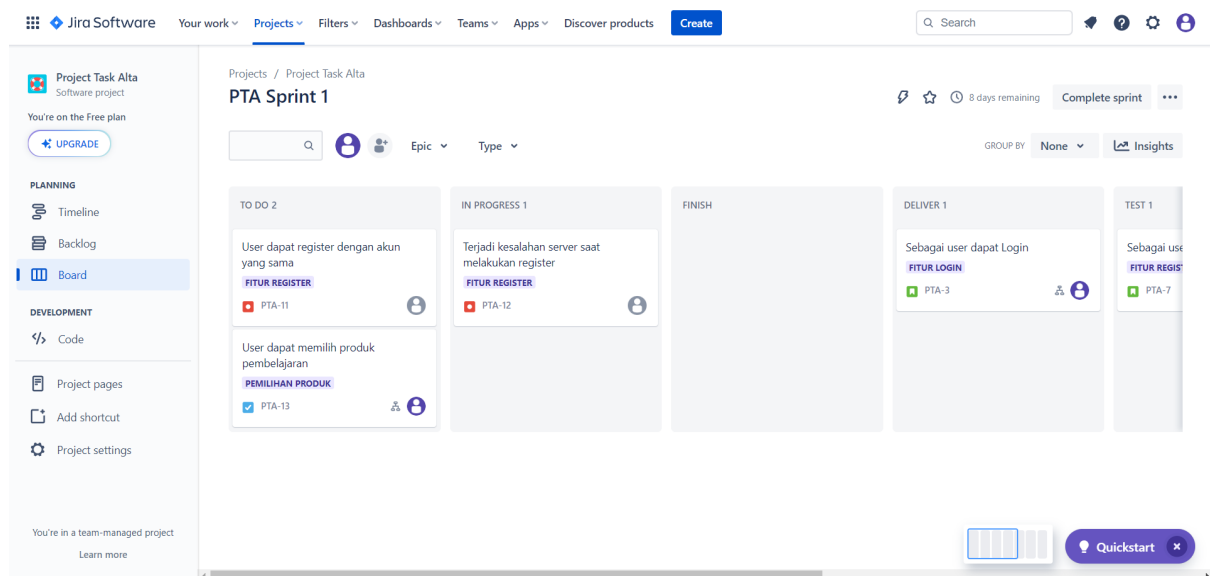 Jira Software
Your work
Projects
Filters
Dashboards
Teams
Apps
Discover products
Create
Search
Project Task Alta
Software project
You're on the Free plan
UPGRADE
PLANNING
Timeline
Backlog
Board
DEVELOPMENT
Code
Project pages
Add shortcut
Project settings
You're in a team-managed project
Learn more
Projects / Project Task Alta
PTA Sprint 1
8 days remaining
Complete sprint
Epic
Type
GROUP BY
None
Insights
TO DO 2
User dapat register dengan akun
yang sama
FITUR REGISTER
PTA-11
User dapat memilih produk
pembelajaran
PEMILIHAN PRODUK
PTA-13
IN PROGRESS 1
Terjadi kesalahan server saat
melakukan register
FITUR REGISTER
PTA-12
FINISH
DELIVER 1
Sebagai user dapat Login
FITUR LOGIN
PTA-3
TEST 1
Sebagai use
FITUR REGIS
PTA-7
Quickstart